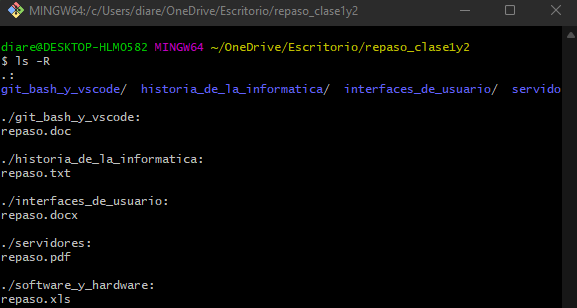 MINGW64:/c/Users/diare/OneDrive/Escritorio/repaso_clase1y2
diare@DESKTOP-HLMO582 MINGW64 ~/OneDrive/Escritorio/repaso_clase1y2
$ ls -R
.:
git_bash_y_vscode/  historia_de_la_informatica/  interfaces_de_usuario/  servido
./git_bash_y_vscode:
repaso.doc
./historia_de_la_informatica:
repaso.txt
./interfaces_de_usuario:
repaso.docx
./servidores:
repaso.pdf
./software_y_hardware:
repaso.xls